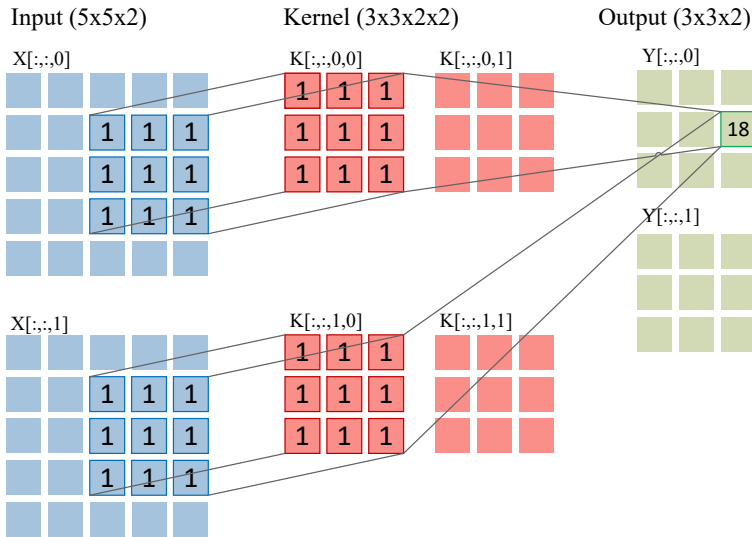 Input (5x5x2) Kernel (3x3x2x2) Output (3x3x2)
X[:,:,0] K[:,:,0,0] K[:,:,0,1] Y[:,:,0]
1 1 1
1 1 1 18
1 1 1
1 1 1
1 1 1
1 1 1
Y[:,:,1]
X[:,:,1] K[:,:,1,0] K[:,:,1,1]
1 1 1
1 1 1
1 1 1
1 1 1
1 1 1
1 1 1